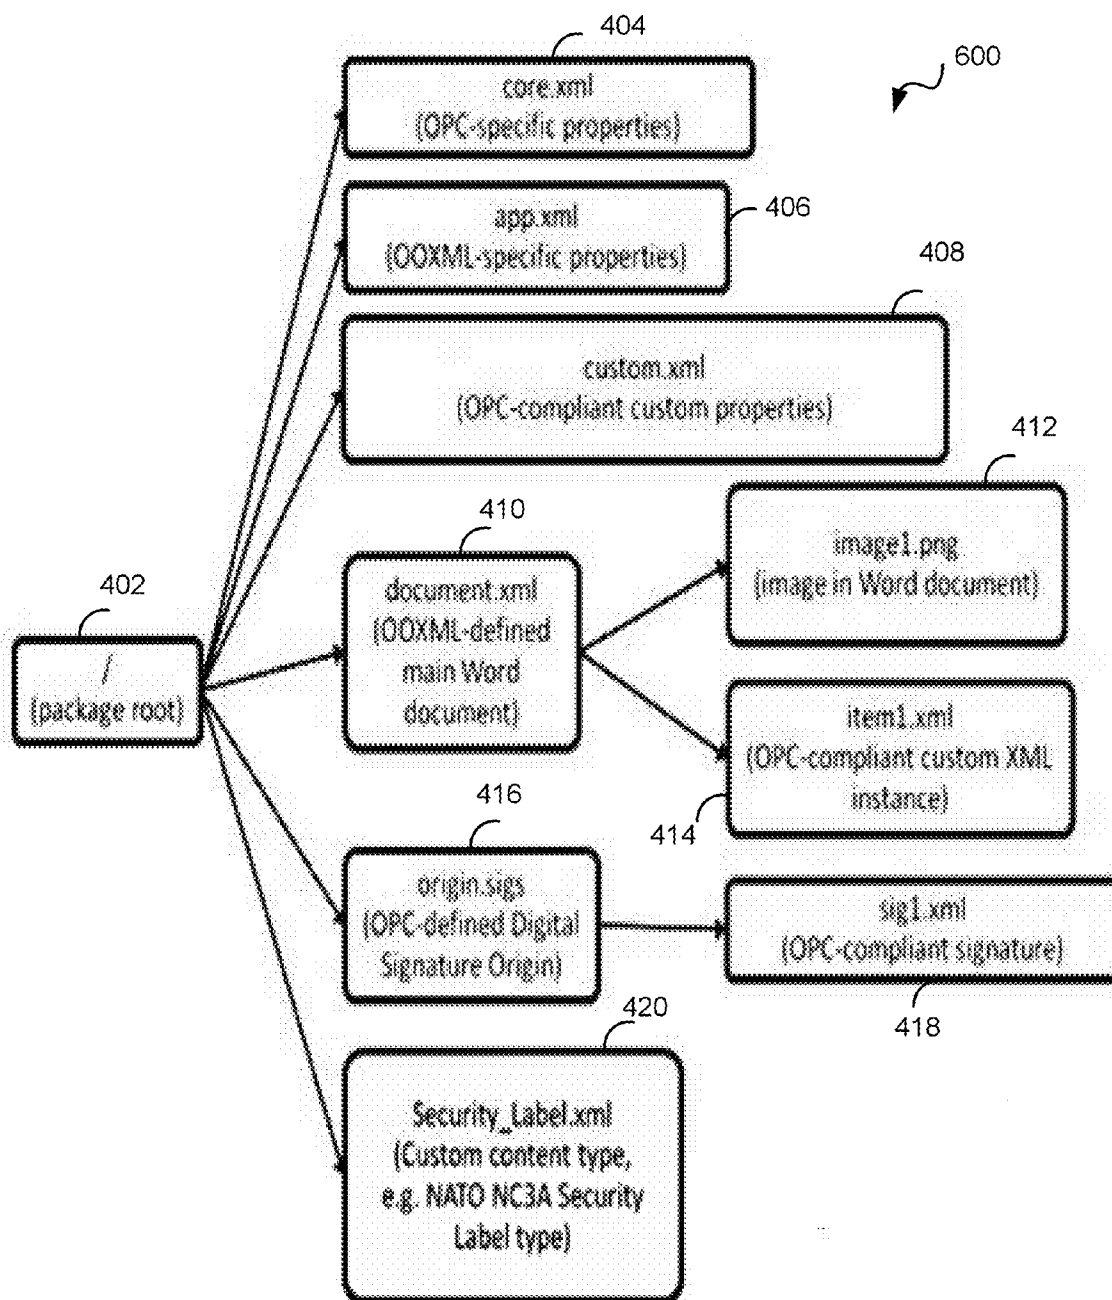 404
600
core.xml
(OPC-specific properties)
406
app.xml
(OOXML-specific properties)
408
custom.xml
(OPC-compliant custom properties)
412
410
image1.png
(image in Word document)
402
document.xml
(OOXML-defined
main Word
document)
/
(package root)
item1.xml
(OPC-compliant custom XML
instance)
414
416
origin.sigs
(OPC-defined Digital
Signature Origin)
sig1.xml
(OPC-compliant signature)
418
420
Security_Label.xml
(Custom content type,
e.g. NATO NC3A Security
Label type)